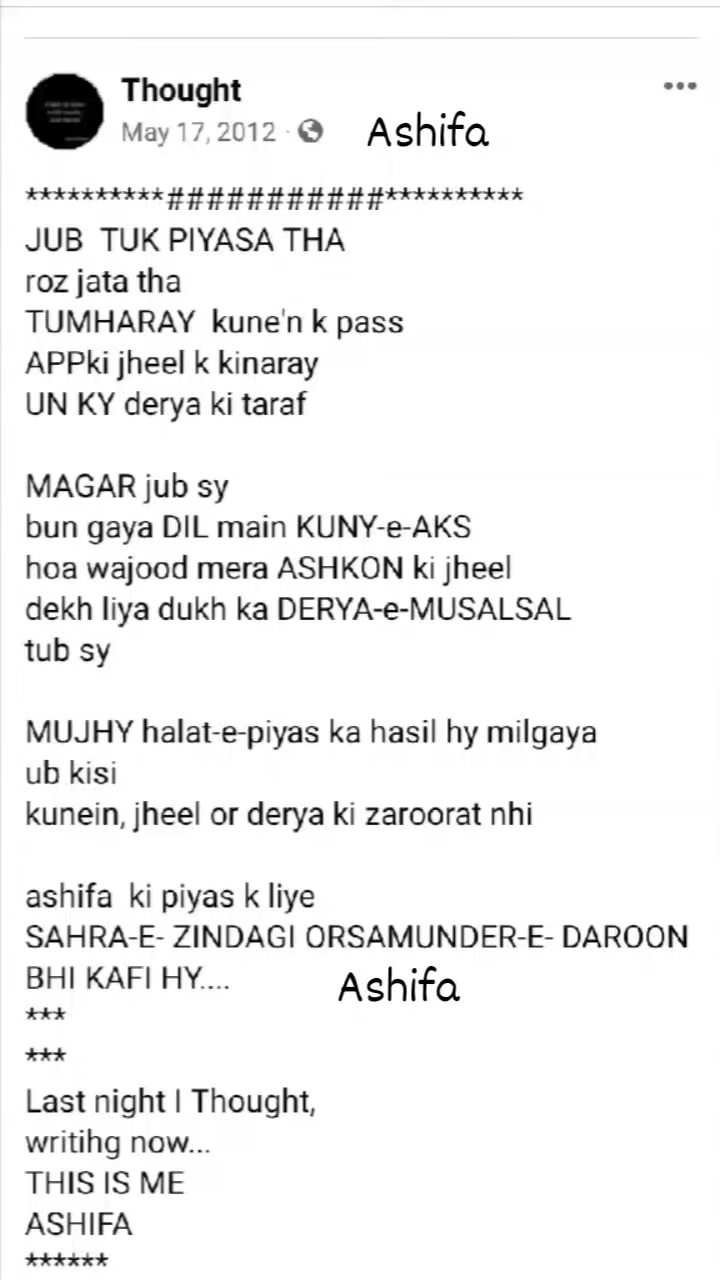 Thought
May 17, 2012 ·
Ashifa
**********###########**********
JUB TUK PIYASA THA
roz jata tha
TUMHARAY kune'n k pass
APPki jheel k kinaray
UN KY derya ki taraf
MAGAR jub sy
bun gaya DIL main KUNY-e-AKS
hoa wajood mera ASHKON ki jheel
dekh liya dukh ka DERYA-e-MUSALSAL
tub sy
MUJHY halat-e-piyas ka hasil hy milgaya
ub kisi
kunein, jheel or derya ki zaroorat nhi
ashifa ki piyas k liye
SAHRA-E- ZINDAGI ORSAMUNDER-E- DAROON
BHI KAFI HY....
Ashifa
***
***
Last night I Thought,
writihg now...
THIS IS ME
ASHIFA
******